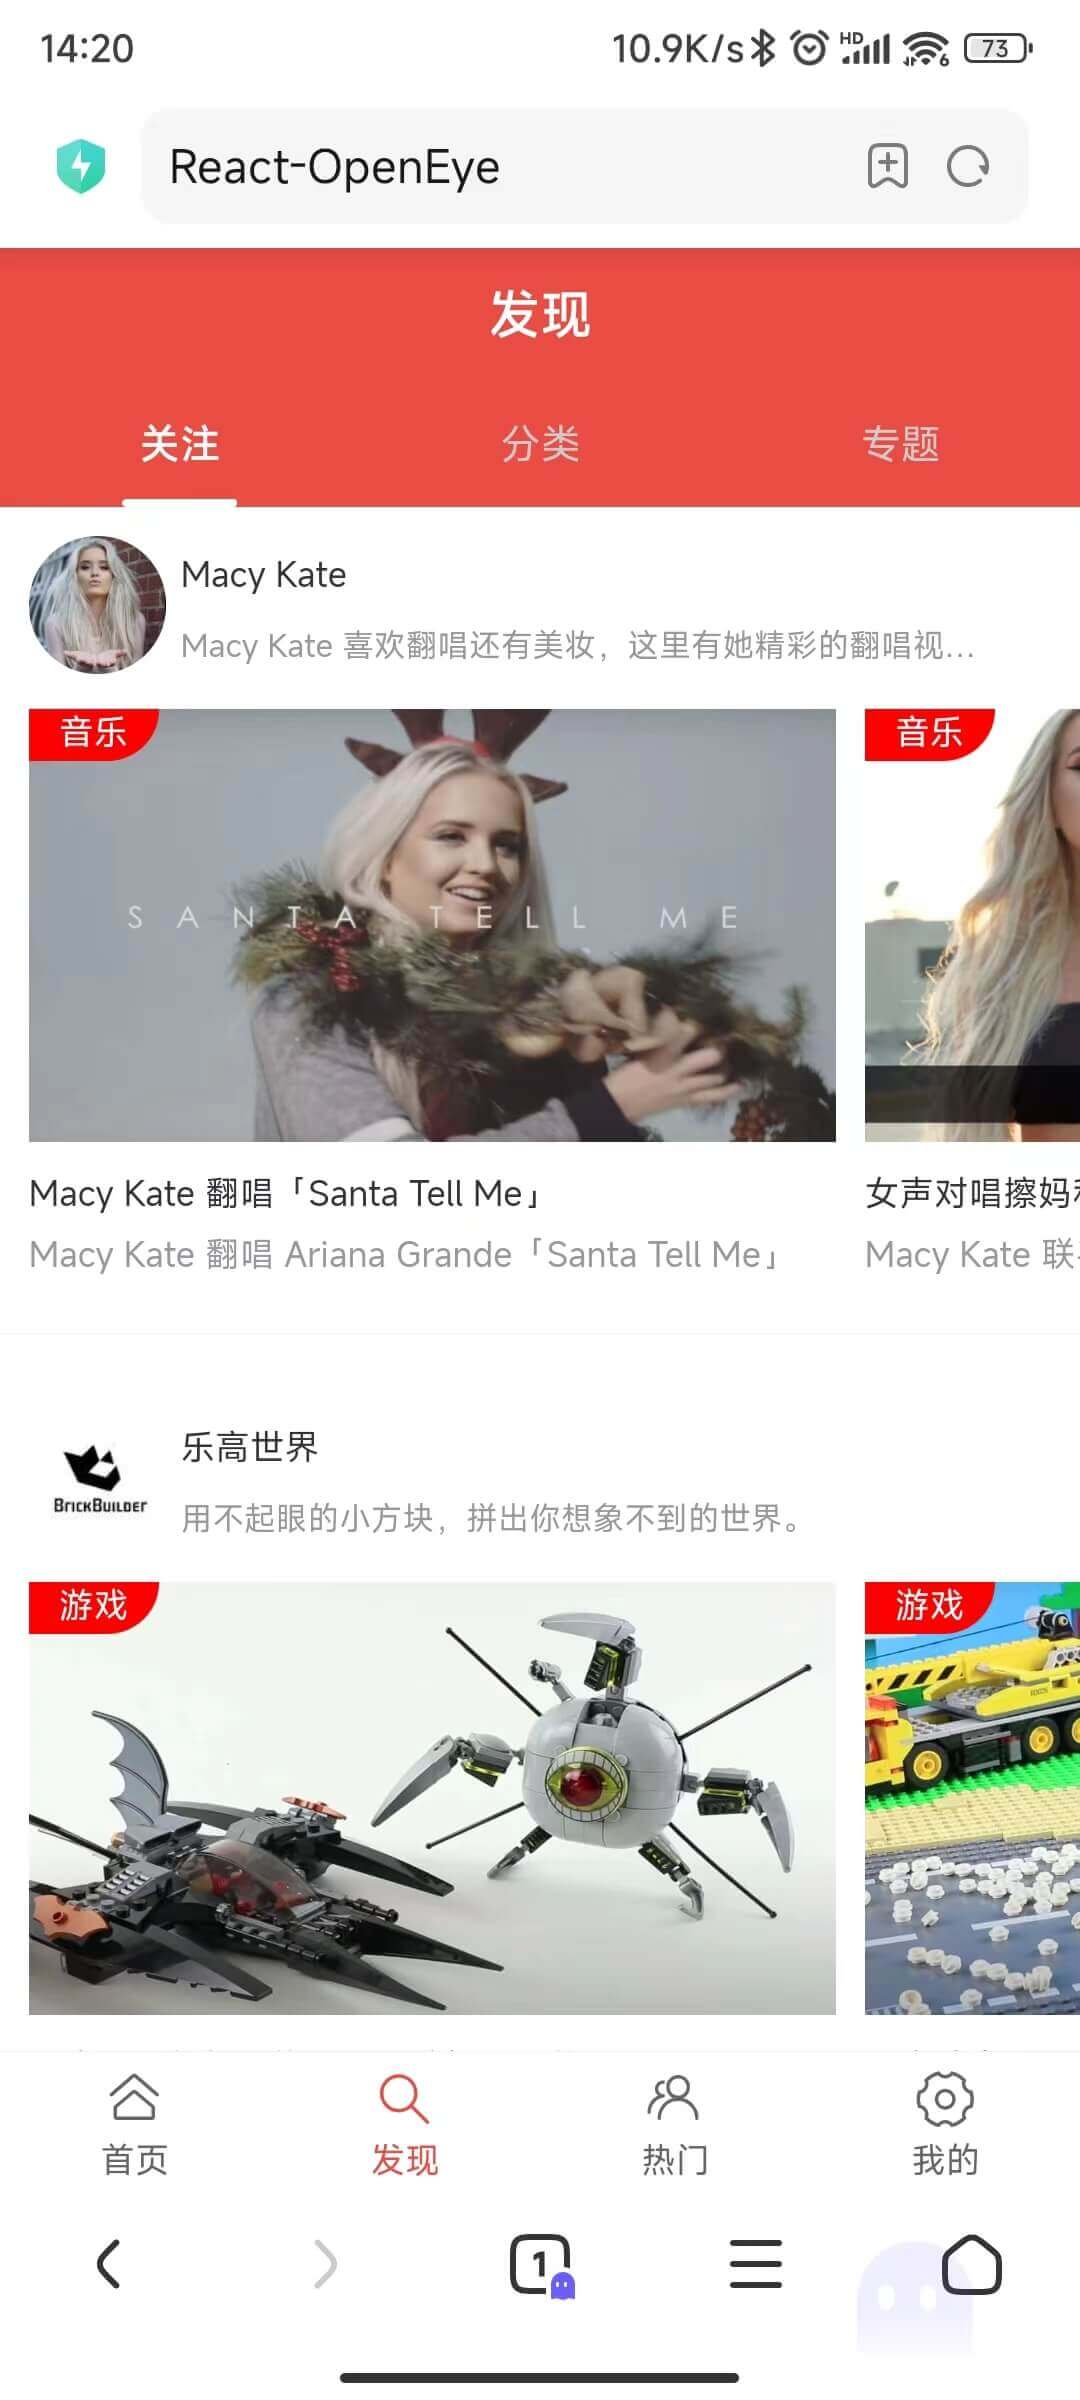 14:20
10.9K/s HD 6 73
React-OpenEye
发现
关注 分类 专题
Macy Kate
Macy Kate 喜欢翻唱还有美妆，这里有她精彩的翻唱视...
音乐 音乐
SANTA TELL ME
Macy Kate 翻唱「Santa Tell Me」 女声对唱擦妈
Macy Kate 翻唱 Ariana Grande「Santa Tell Me」 Macy Kate 联
乐高世界
BRICKBUILDER
用不起眼的小方块，拼出你想象不到的世界。
游戏 游戏
首页 发现 热门 我的
1